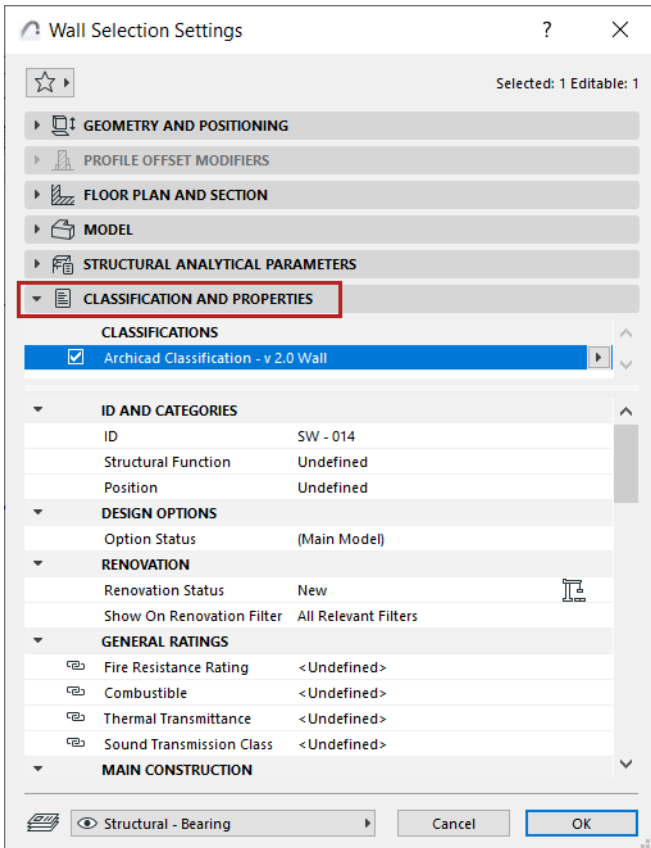 Wall Selection Settings
?
Selected: 1 Editable: 1
GEOMETRY AND POSITIONING
PROFILE OFFSET MODIFIERS
FLOOR PLAN AND SECTION
MODEL
STRUCTURAL ANALYTICAL PARAMETERS
CLASSIFICATION AND PROPERTIES
CLASSIFICATIONS
Archicad Classification - v 2.0 Wall
ID AND CATEGORIES
ID SW - 014
Structural Function Undefined
Position Undefined
DESIGN OPTIONS
Option Status (Main Model)
RENOVATION
Renovation Status New
Show On Renovation Filter All Relevant Filters
GENERAL RATINGS
Fire Resistance Rating <Undefined>
Combustible <Undefined>
Thermal Transmittance <Undefined>
Sound Transmission Class <Undefined>
MAIN CONSTRUCTION
Structural - Bearing Cancel OK